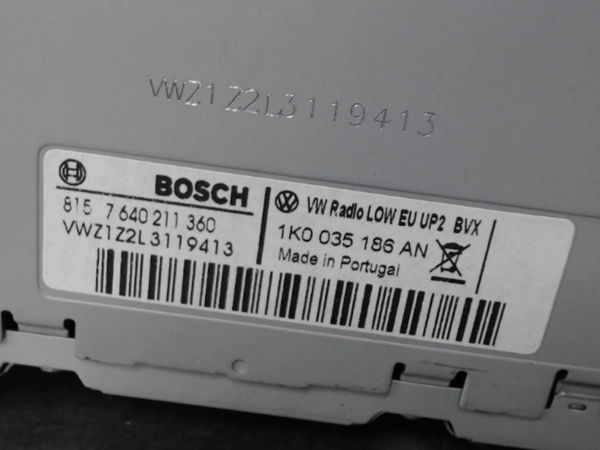 VWZ1Z2L3119413
BOSCH
815 7 640 211 360
VWZ1Z2L3119413
VW Radio LOW EU UP2 BVX
1K0 035 186 AN
Made in Portugal